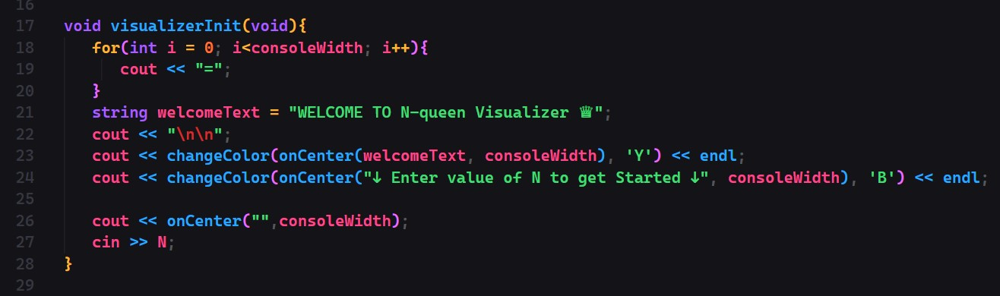 16
17 void visualizerInit(void){
18 for(int i = 0; i<consoleWidth; i++){
19 cout << "=";
20 }
21 string welcomeText = "WELCOME TO N-queen Visualizer ♛";
22 cout << "\n\n";
23 cout << changeColor(onCenter(welcomeText, consoleWidth), 'Y') << endl;
24 cout << changeColor(onCenter("↓ Enter value of N to get Started ↓", consoleWidth), 'B') << endl;
25
26 cout << onCenter("",consoleWidth);
27 cin >> N;
28 }
29